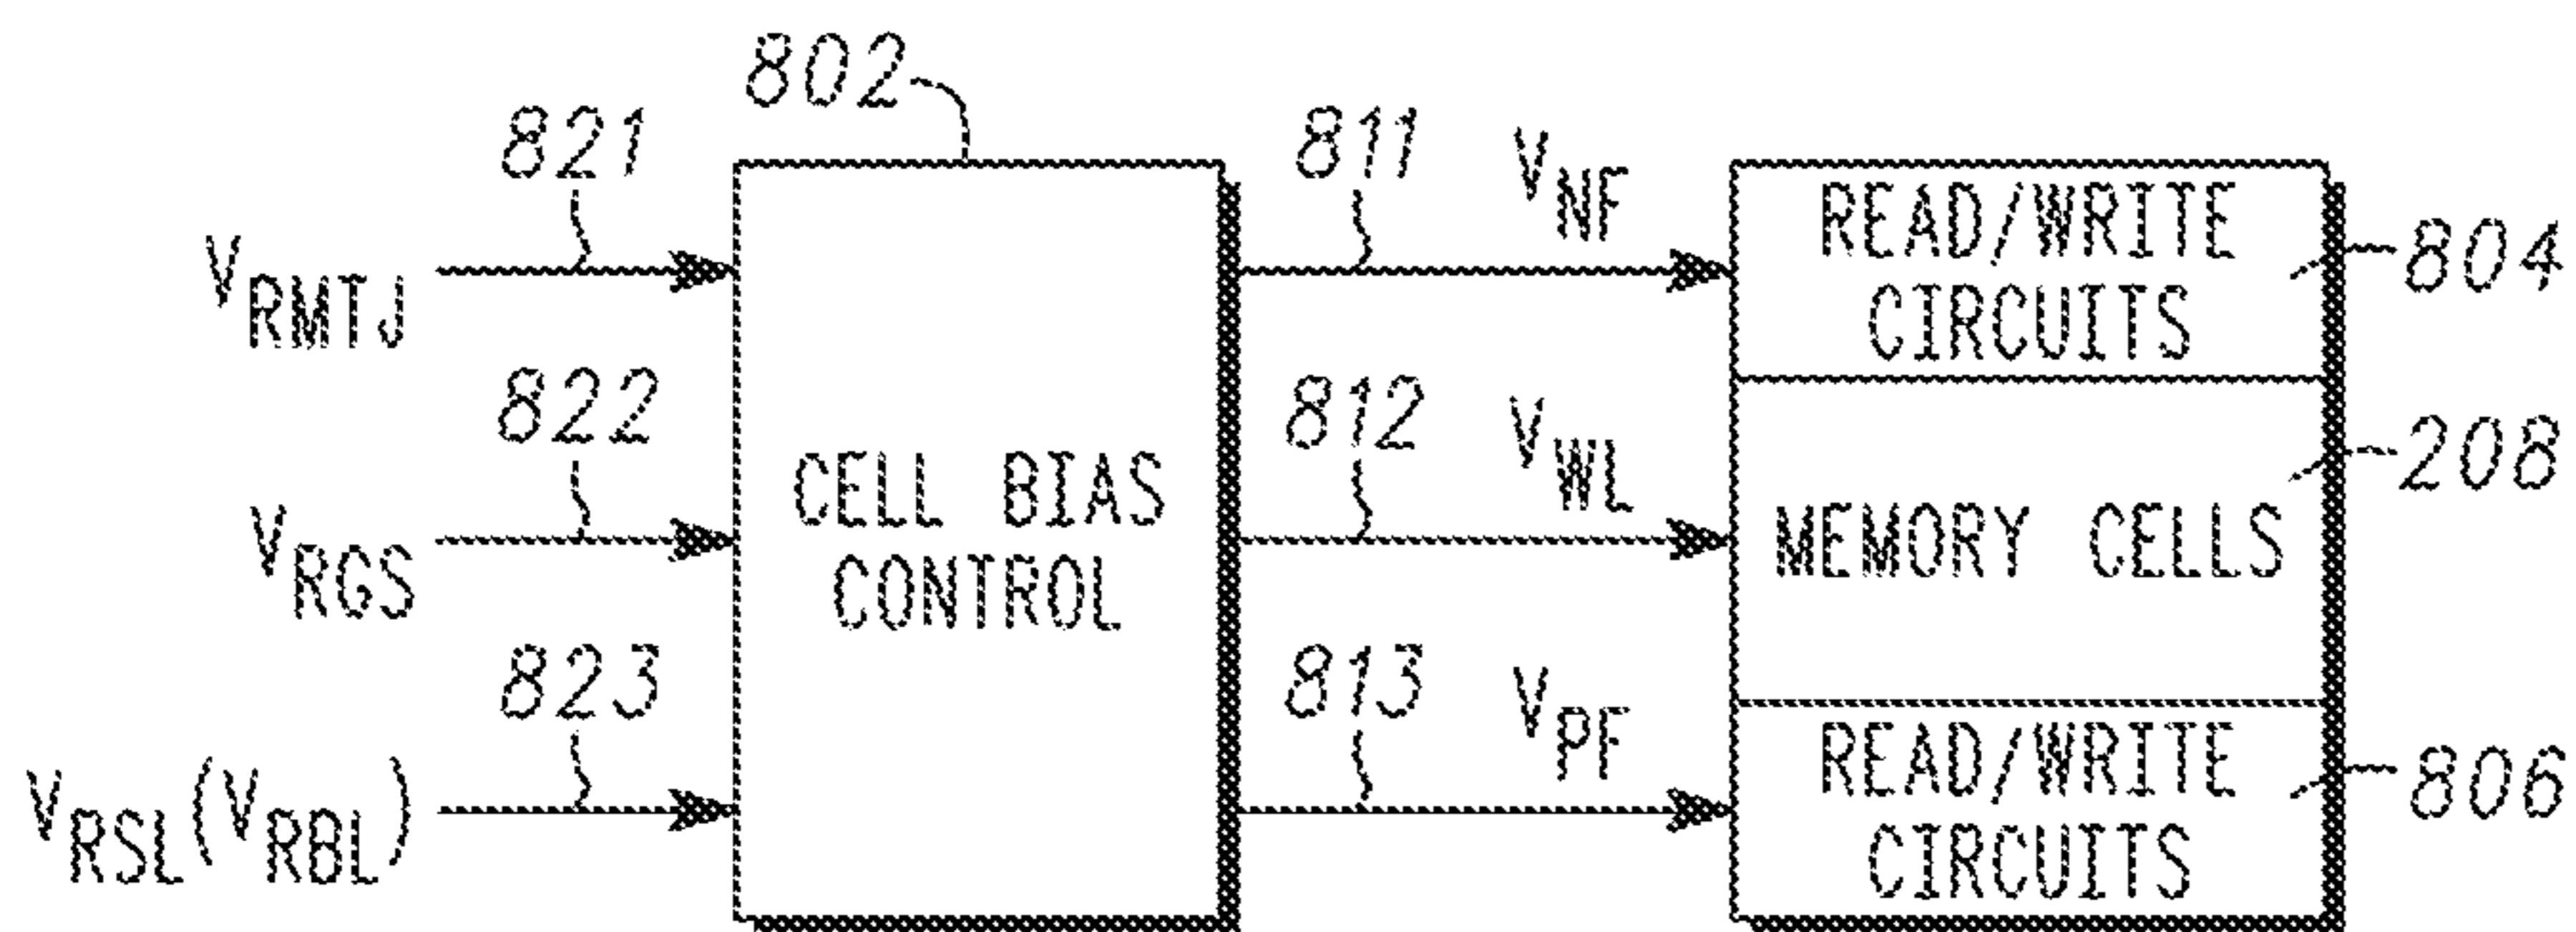 802
821
811
V_NF
READ/WRITE
CIRCUITS
804
V_RMTJ
822
812
V_WL
208
CELL BIAS
CONTROL
MEMORY CELLS
V_RGS
823
813
V_PF
READ/WRITE
CIRCUITS
806
V_RSL(V_RBL)